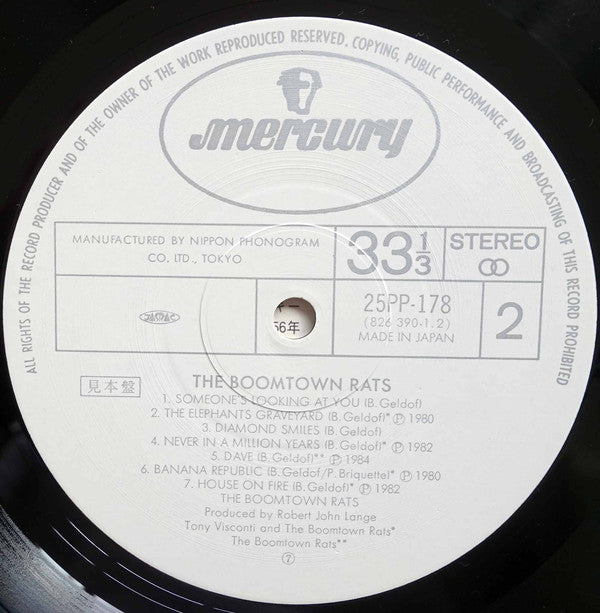 ALL RIGHTS OF THE RECORD PRODUCER AND OF THE OWNER OF THE WORK REPRODUCED RESERVED. COPYING, PUBLIC PERFORMANCE AND BROADCASTING OF THIS RECORD PROHIBITED
mercury
MANUFACTURED BY NIPPON PHONOGRAM
CO. LTD., TOKYO
33 1/3
STEREO
JASRAC
56年
25PP-178
(826 390-1.2)
MADE IN JAPAN
2
見本盤
THE BOOMTOWN RATS
1. SOMEONE'S LOOKING AT YOU (B. Geldof)
2. THE ELEPHANTS GRAVEYARD (B. Geldof)* Ⓟ 1980
3. DIAMOND SMILES (B. Geldof)
4. NEVER IN A MILLION YEARS (B. Geldof)* Ⓟ 1982
5. DAVE (B. Geldof)** Ⓟ 1984
6. BANANA REPUBLIC (B. Geldof/P. Briquette)* Ⓟ 1980
7. HOUSE ON FIRE (B. Geldof)* Ⓟ 1982
THE BOOMTOWN RATS
Produced by Robert John Lange
Tony Visconti and The Boomtown Rats*
The Boomtown Rats**
⑦